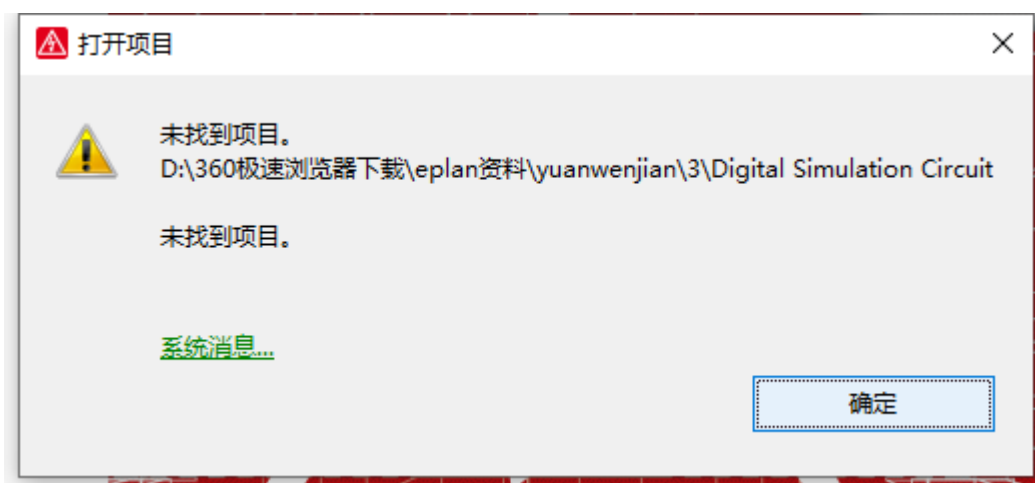 打开项目
未找到项目。
D:\360极速浏览器下载\eplan资料\yuanwenjian\3\Digital Simulation Circuit
未找到项目。
系统消息...
确定